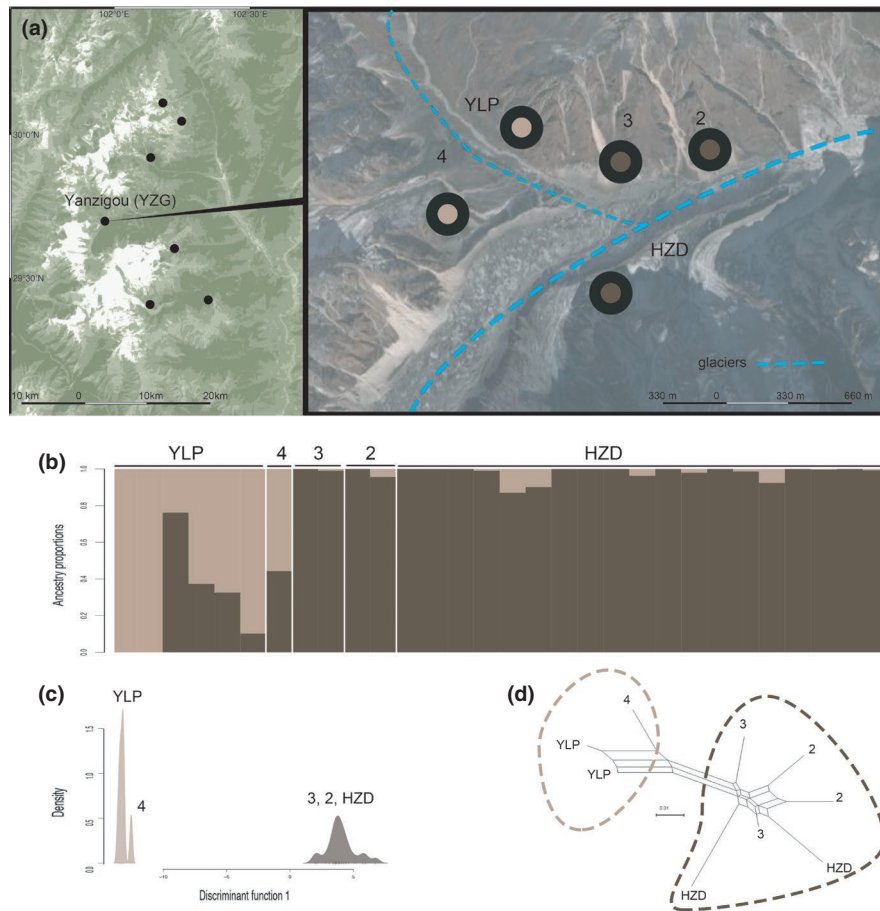 (a)
102°0'E
102°30'E
30°0'N
Yanzigou (YZG)
29°30'N
10 km 0 10km 20km
YLP
3
2
4
HZD
glaciers
330 m 0 330 m 660 m
(b)
YLP 4 3 2 HZD
Ancestry proportions
1.0
0.8
0.6
0.4
0.2
0.0
(c)
YLP
4
3, 2, HZD
Density
1.5
1.0
0.5
0.0
-10 -5 0 5
Discriminant function 1
(d)
4
3
2
YLP
YLP
2
0.01
3
HZD
HZD